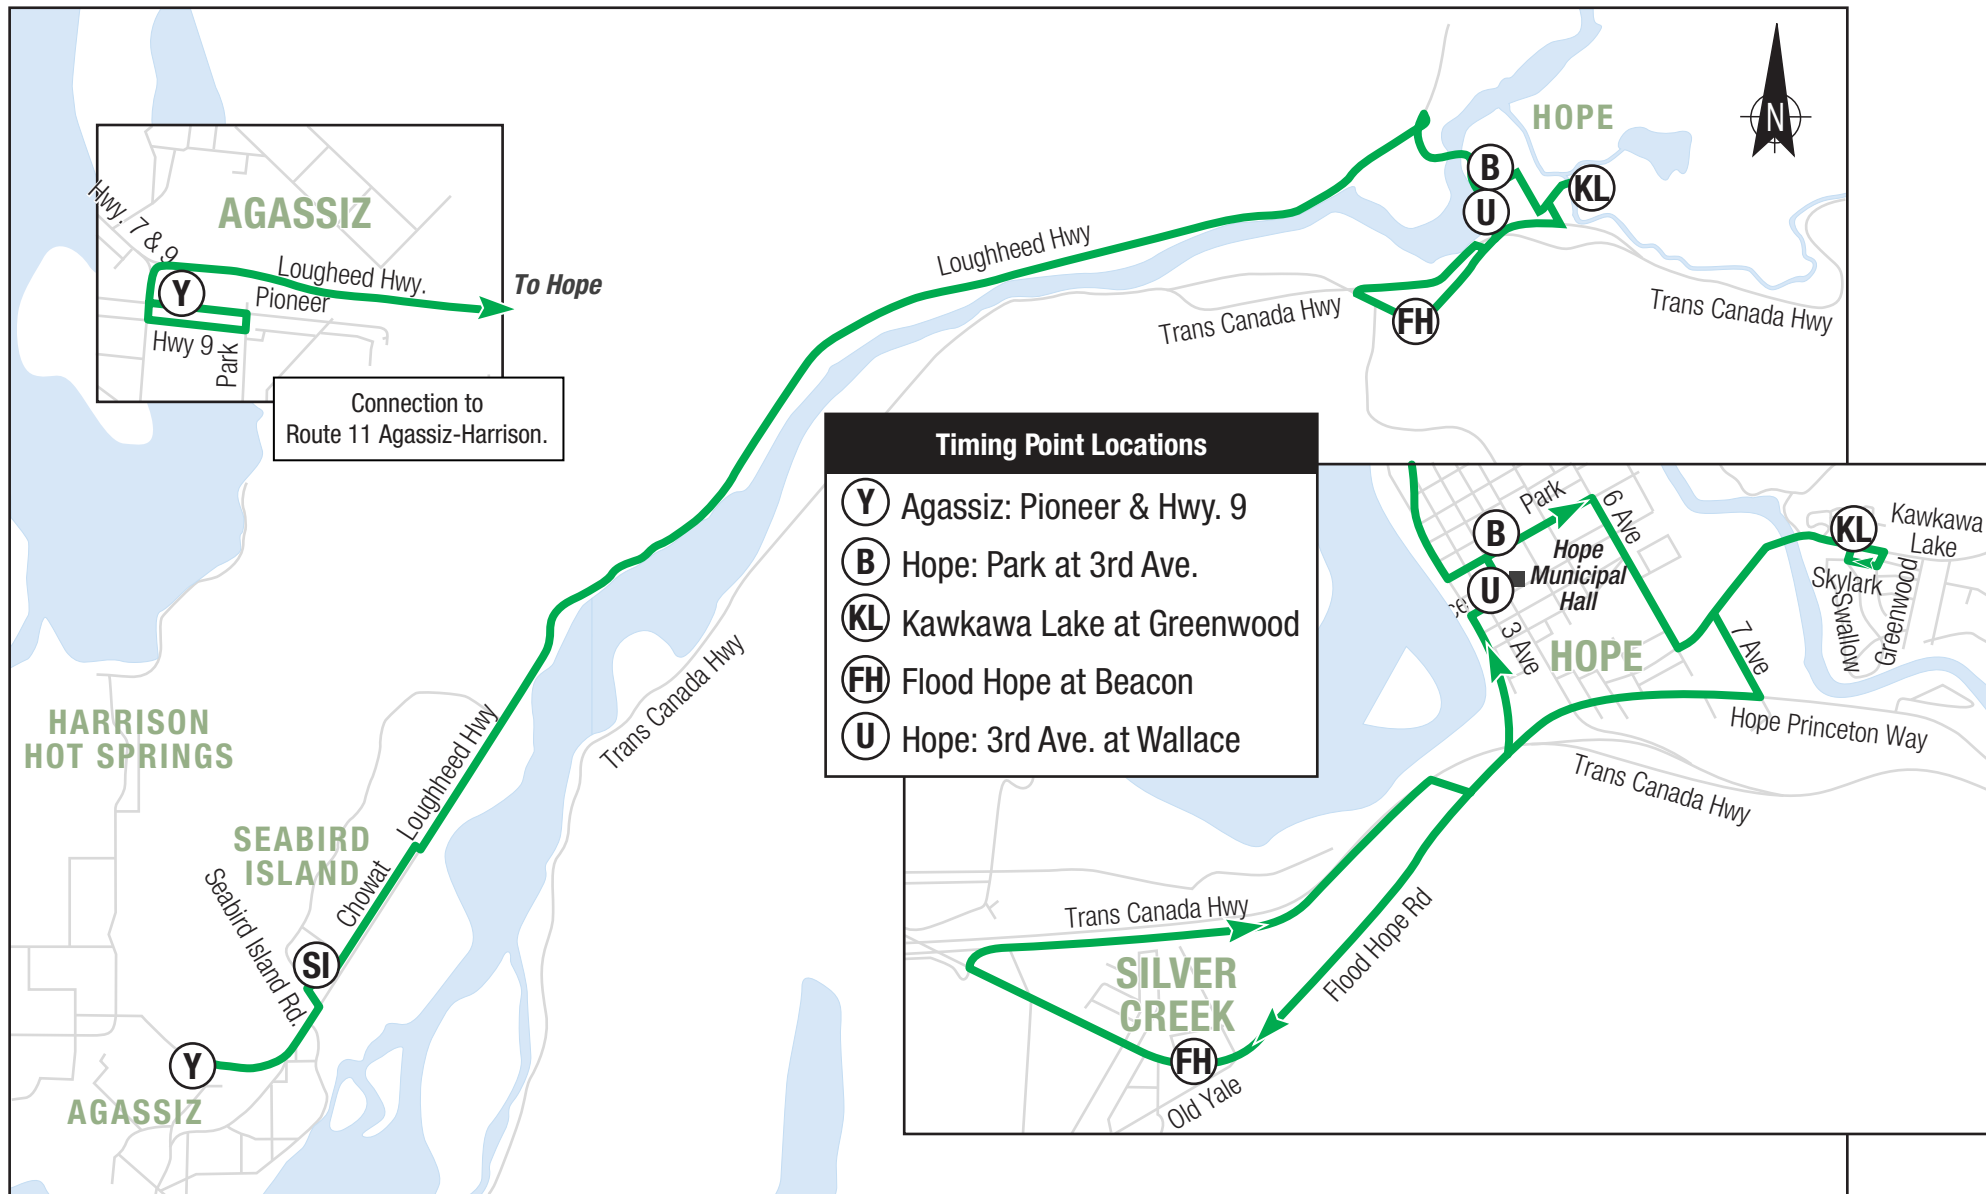 HOPE
N
B
KL
U
Loughheed Hwy
Trans Canada Hwy
FH
Trans Canada Hwy
AGASSIZ
Hwy. 7 & 9
Lougheed Hwy.
To Hope
Y
Pioneer
Hwy 9
Park
Connection to
Route 11 Agassiz-Harrison.
Timing Point Locations
Y Agassiz: Pioneer & Hwy. 9
B Hope: Park at 3rd Ave.
KL Kawkawa Lake at Greenwood
FH Flood Hope at Beacon
U Hope: 3rd Ave. at Wallace
Park
6 Ave
B
Hope
Municipal
Hall
U
3 Ave
HOPE
7 Ave
KL
Kawkawa
Lake
Skylark
Swallow
Greenwood
Hope Princeton Way
Trans Canada Hwy
Trans Canada Hwy
Flood Hope Rd
SILVER
CREEK
FH
Old Yale
Trans Canada Hwy
HARRISON
HOT SPRINGS
Loughheed Hwy
SEABIRD
ISLAND
Chowat
Seabird Island Rd.
SI
Y
AGASSIZ